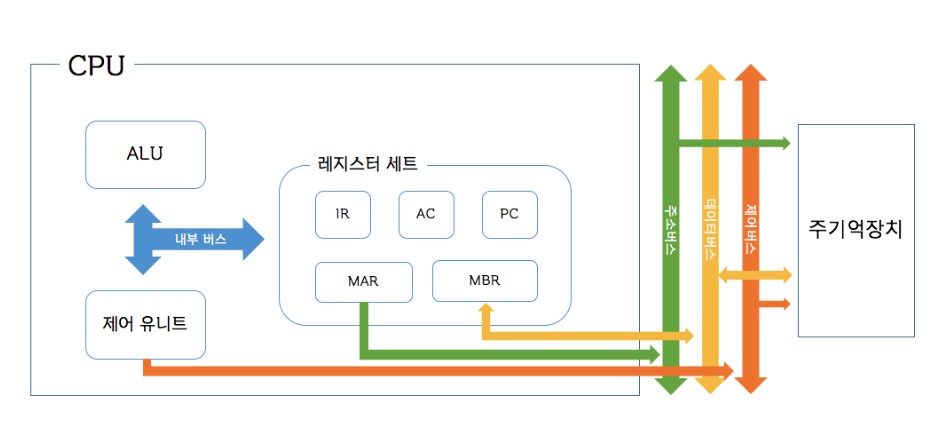 CPU
ALU
레지스터 세트
IR
AC
PC
내부 버스
MAR
MBR
제어 유니트
주소버스
데이터버스
제어버스
주기억장치